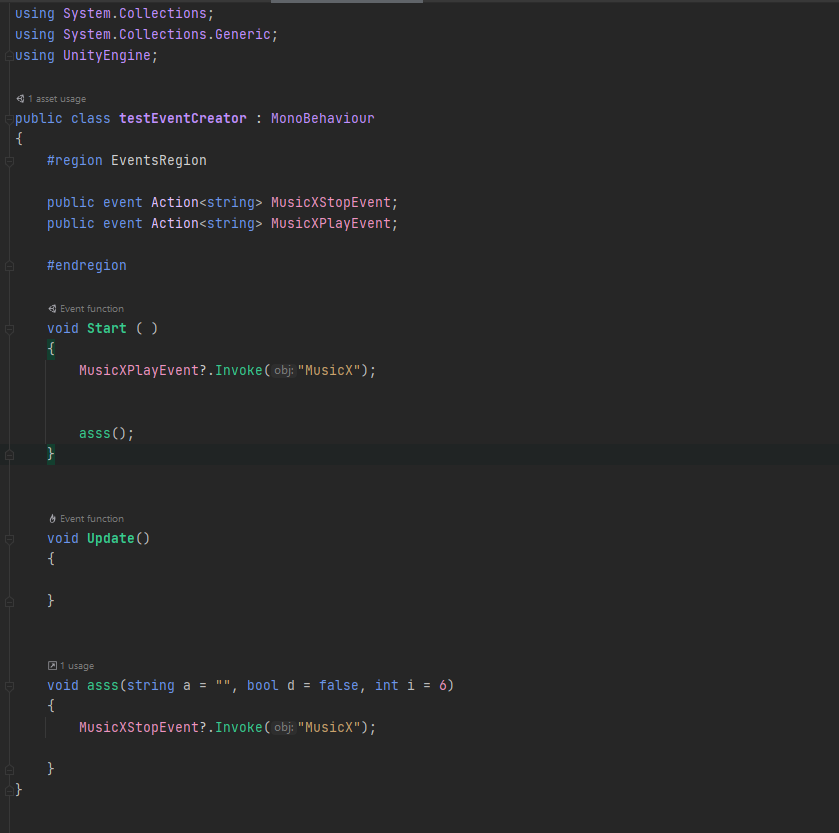 using System.Collections;
using System.Collections.Generic;
using UnityEngine;
1 asset usage
public class testEventCreator : MonoBehaviour
{
#region EventsRegion
public event Action<string> MusicXStopEvent;
public event Action<string> MusicXPlayEvent;
#endregion
Event function
void Start ( )
{
MusicXPlayEvent?.Invoke( obj: "MusicX");
asss();
}
Event function
void Update()
{
}
1 usage
void asss(string a = "", bool d = false, int i = 6)
{
MusicXStopEvent?.Invoke( obj: "MusicX");
}
}